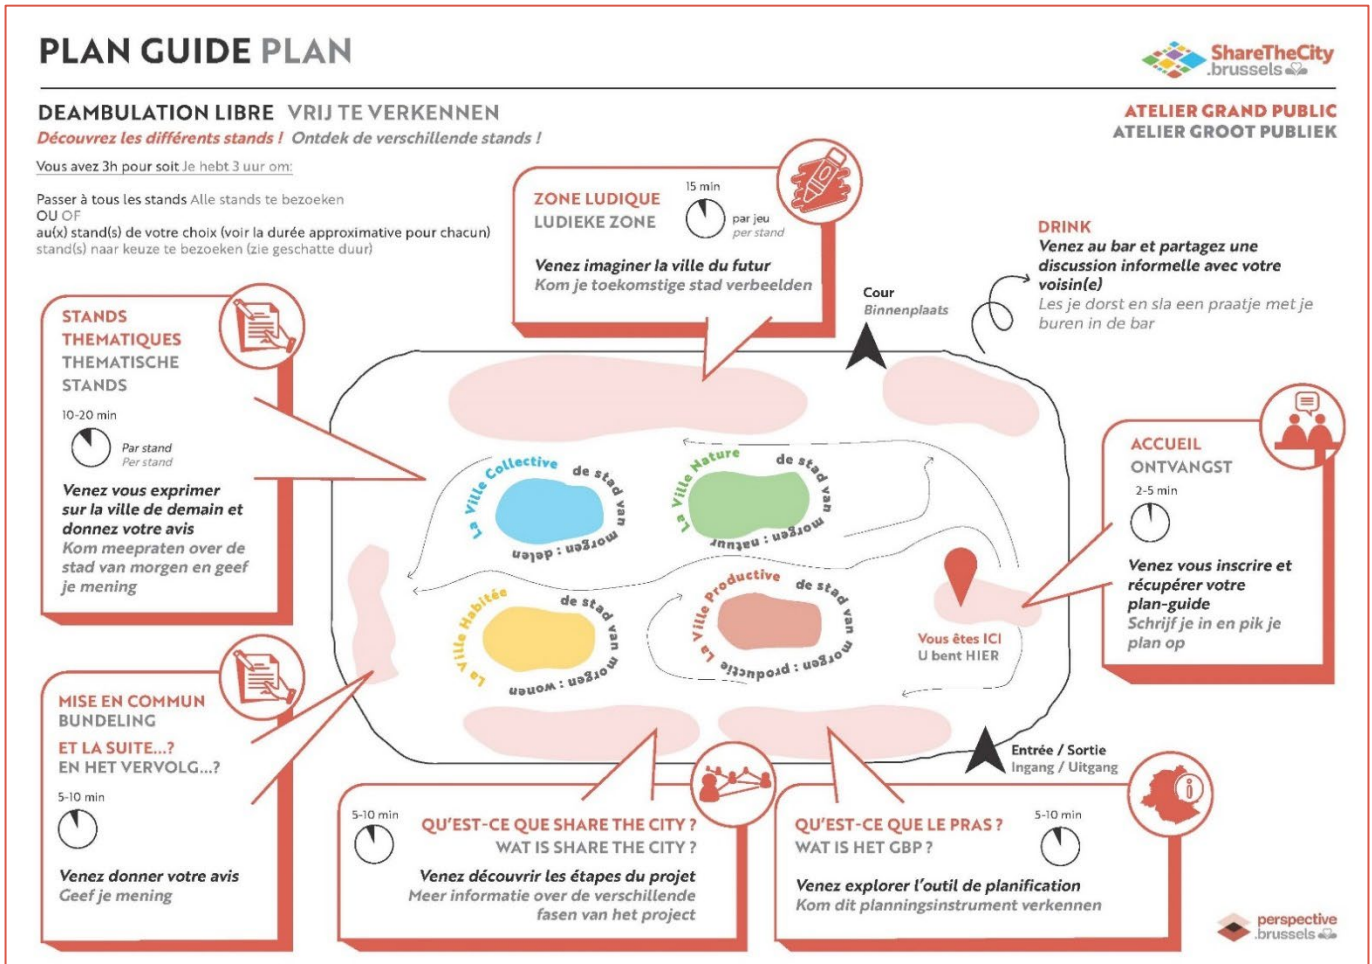 PLAN GUIDE PLAN
ShareTheCity
.brussels
DEAMBULATION LIBRE VRIJ TE VERKENNEN
Découvrez les différents stands ! Ontdek de verschillende stands !
ATELIER GRAND PUBLIC
ATELIER GROOT PUBLIEK
Vous avez 3h pour soit Je hebt 3 uur om:
Passer à tous les stands Alle stands te bezoeken
OU OF
au(x) stand(s) de votre choix (voir la durée approximative pour chacun)
stand(s) naar keuze te bezoeken (zie geschatte duur)
ZONE LUDIQUE
LUDIEKE ZONE
15 min
par jeu
per stand
Venez imaginer la ville du futur
Kom je toekomstige stad verbeelden
DRINK
Venez au bar et partagez une
discussion informelle avec votre
voisin(e)
Les je dorst en sla een praatje met je
buren in de bar
Cour
Binnenplaats
STANDS
THEMATIQUES
THEMATISCHE
STANDS
10-20 min
Par stand
Per stand
Venez vous exprimer
sur la ville de demain et
donnez votre avis
Kom meepraten over de
stad van morgen en geef
je mening
La Ville Collective
de stad van morgen : delen
La Ville Nature
de stad van morgen : natuur
La Ville Habitée
de stad van morgen : wonen
La Ville Productive
de stad van morgen : productie
Vous êtes ICI
U bent HIER
ACCUEIL
ONTVANGST
2-5 min
Venez vous inscrire et
récupérer votre
plan-guide
Schrijf je in en pik je
plan op
MISE EN COMMUN
BUNDELING
ET LA SUITE...?
EN HET VERVOLG...?
5-10 min
Venez donner votre avis
Geef je mening
Entrée / Sortie
Ingang / Uitgang
5-10 min
QU'EST-CE QUE SHARE THE CITY ?
WAT IS SHARE THE CITY ?
Venez découvrir les étapes du projet
Meer informatie over de verschillende
fasen van het project
QU'EST-CE QUE LE PRAS ?
WAT IS HET GBP ?
5-10 min
Venez explorer l'outil de planification
Kom dit planningsinstrument verkennen
perspective
.brussels